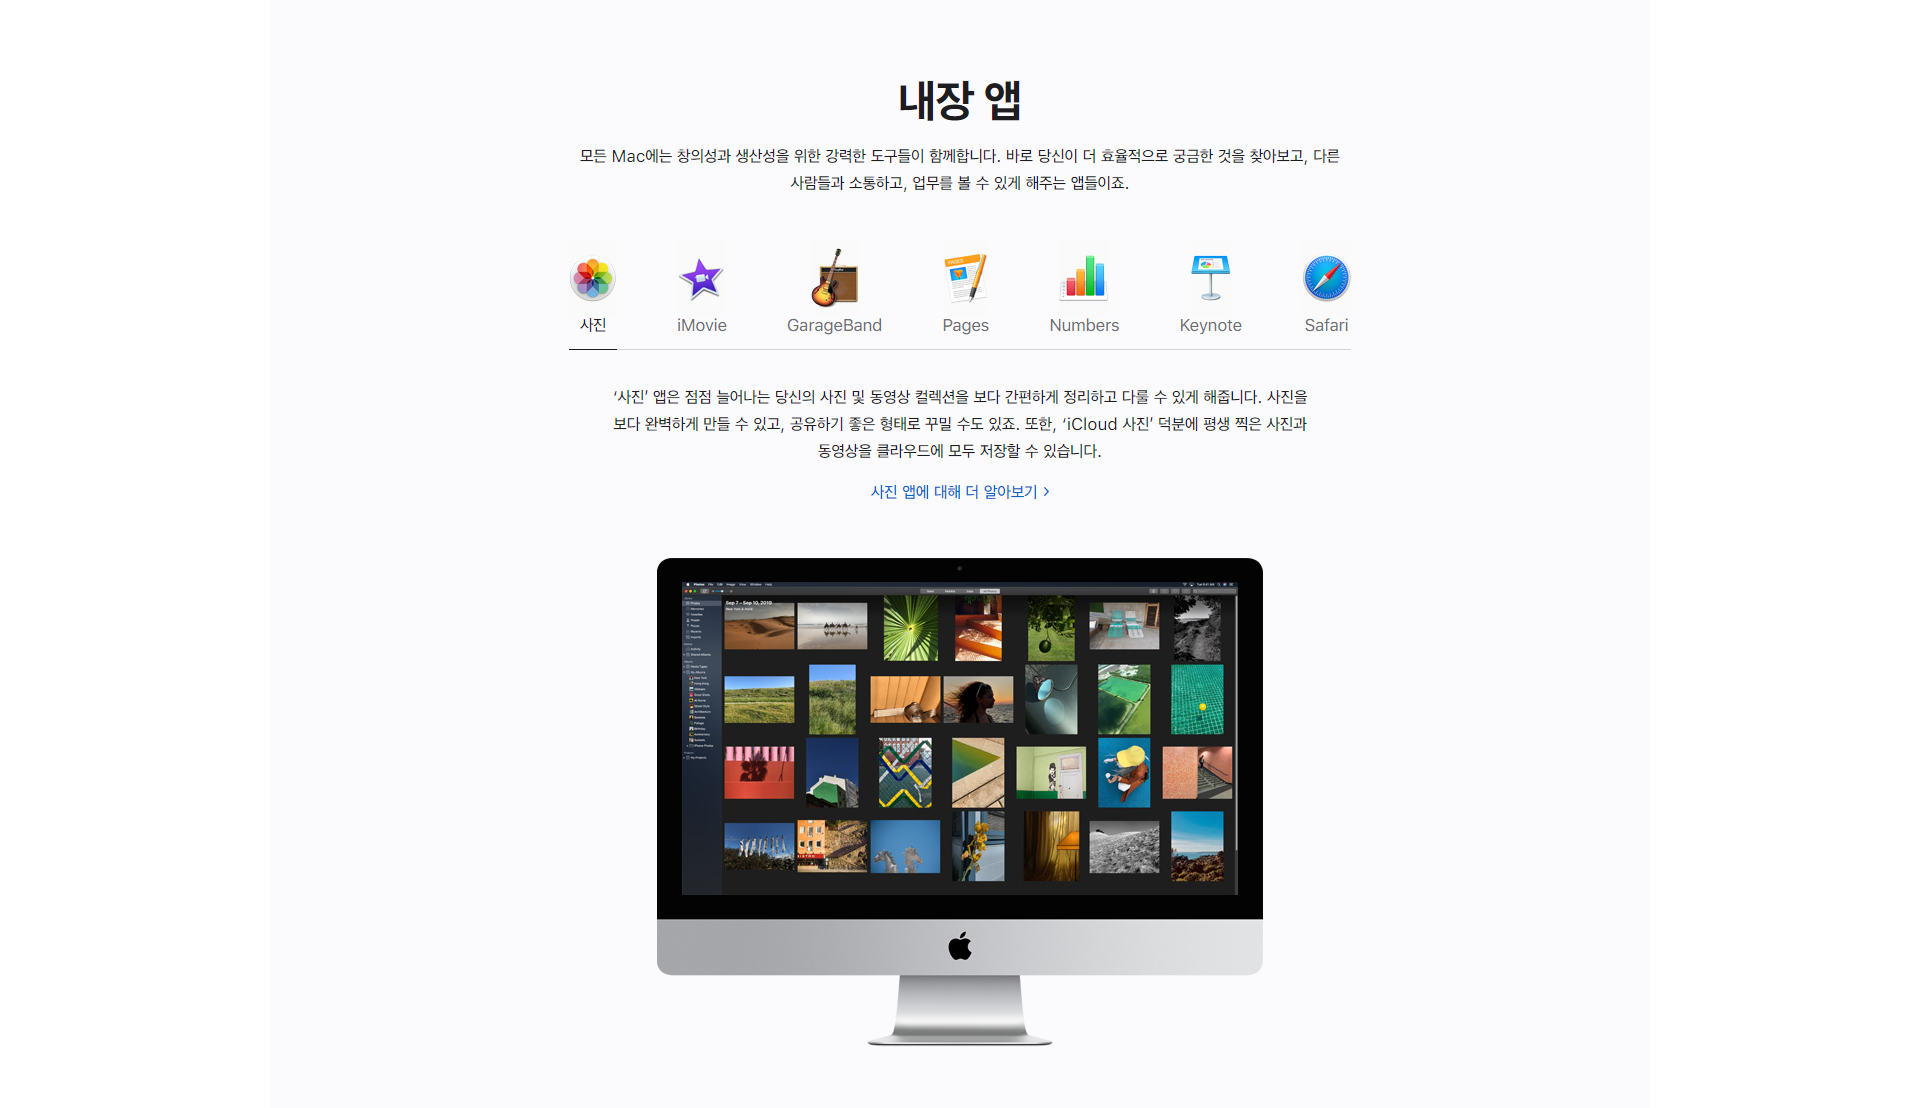 내장 앱
모든 Mac에는 창의성과 생산성을 위한 강력한 도구들이 함께합니다. 바로 당신이 더 효율적으로 궁금한 것을 찾아보고, 다른
사람들과 소통하고, 업무를 볼 수 있게 해주는 앱들이죠.
사진
iMovie
GarageBand
Pages
Numbers
Keynote
Safari
‘사진’ 앱은 점점 늘어나는 당신의 사진 및 동영상 컬렉션을 보다 간편하게 정리하고 다룰 수 있게 해줍니다. 사진을
보다 완벽하게 만들 수 있고, 공유하기 좋은 형태로 꾸밀 수도 있죠. 또한, ‘iCloud 사진’ 덕분에 평생 찍은 사진과
동영상을 클라우드에 모두 저장할 수 있습니다.
사진 앱에 대해 더 알아보기 >
Photos File Edit Image View Window Help
Sep 7 – Sep 10, 2019